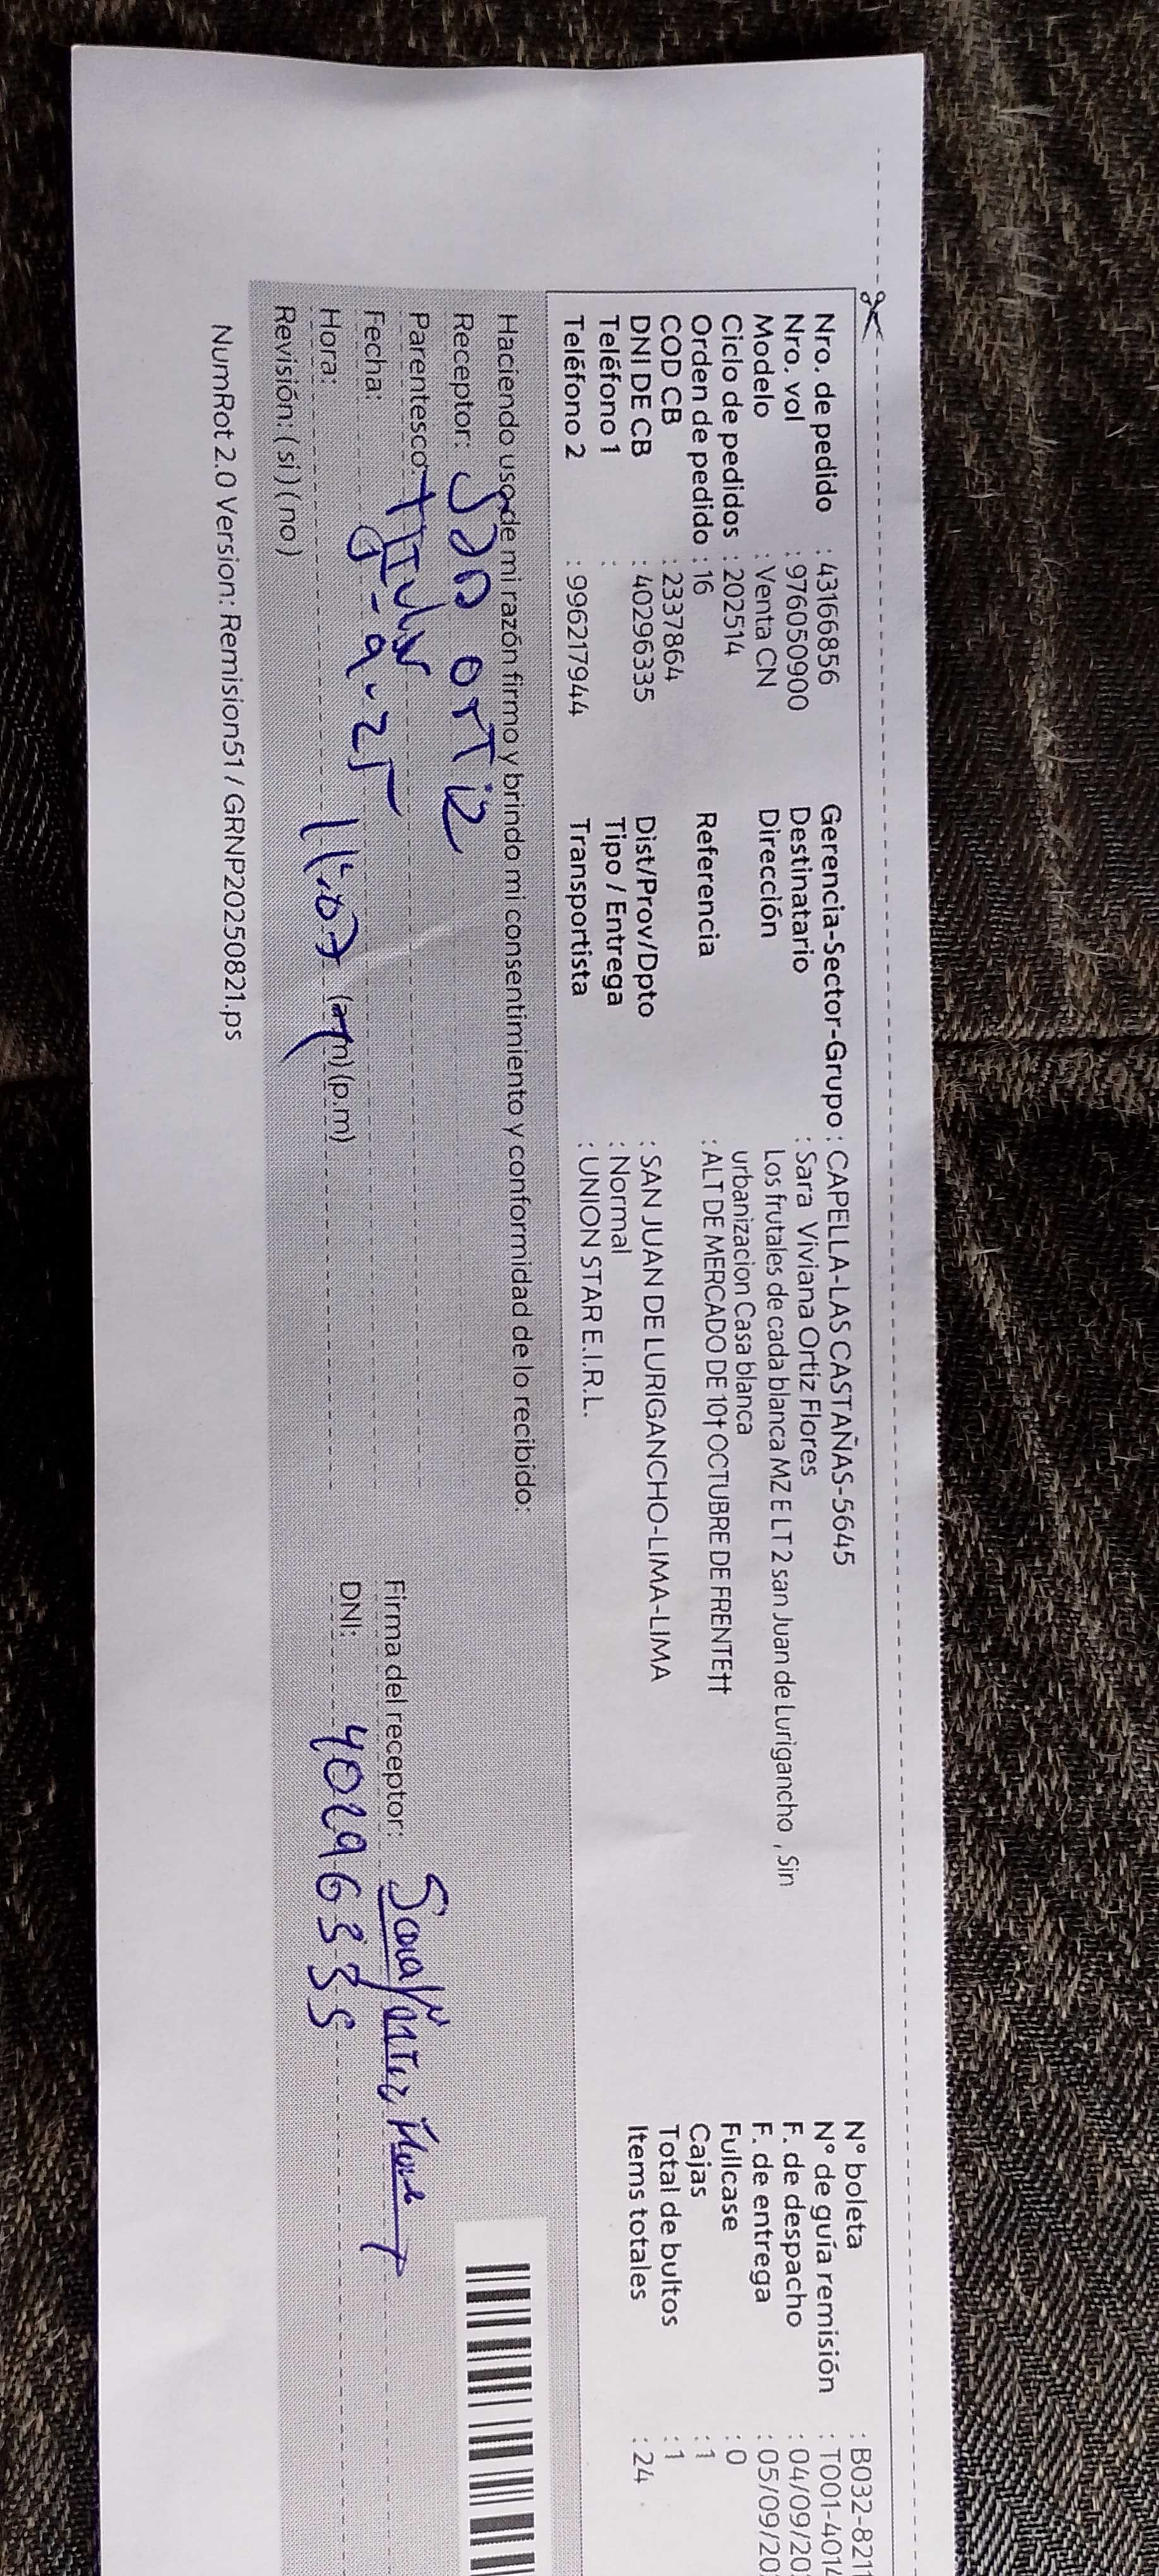 Nro. de pedido : 43166856
Nro. vol : 976050900
Modelo : Venta CN
Ciclo de pedidos : 202514
Orden de pedido : 16
COD CB : 2337864
DNI DE CB : 40296335
Teléfono 1 :
Teléfono 2 : 996217944
Gerencia-Sector-Grupo : CAPELLA-LAS CASTAÑAS-5645
Destinatario : Sara Viviana Ortiz Flores
Dirección Los frutales de cada blanca MZ E LT 2 san Juan de Lurigancho , Sin
urbanizacion Casa blanca
Referencia : ALT DE MERCADO DE 10† OCTUBRE DE FRENTE††
Dist/Prov/Dpto : SAN JUAN DE LURIGANCHO-LIMA-LIMA
Tipo / Entrega : Normal
Transportista : UNION STAR E.I.R.L.
N° boleta : B032-821
N° de guía remisión : T001-4014
F. de despacho : 04/09/20
F. de entrega : 05/09/20
Fullcase : 0
Cajas : 1
Total de bultos : 1
Items totales : 24
Haciendo uso de mi razón firmo y brindo mi consentimiento y conformidad de lo recibido:
Receptor: ortiz
Parentesco: titular
Fecha: 9-25
Hora: (a.m) (p.m)
Revisión: ( si ) ( no )
Firma del receptor: Sara
DNI: 40296335
NumRot 2.0 Version: Remision51 / GRNP20250821.ps